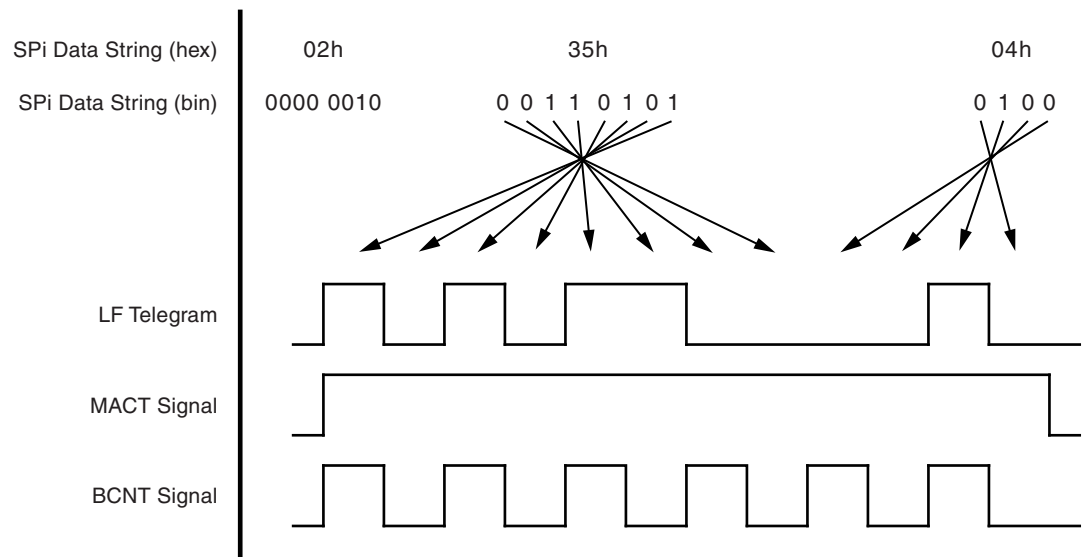 SPi Data String (hex) 02h 35h 04h
SPi Data String (bin) 0000 0010 0 0 1 1 0 1 0 1 0 1 0 0
LF Telegram
MACT Signal
BCNT Signal